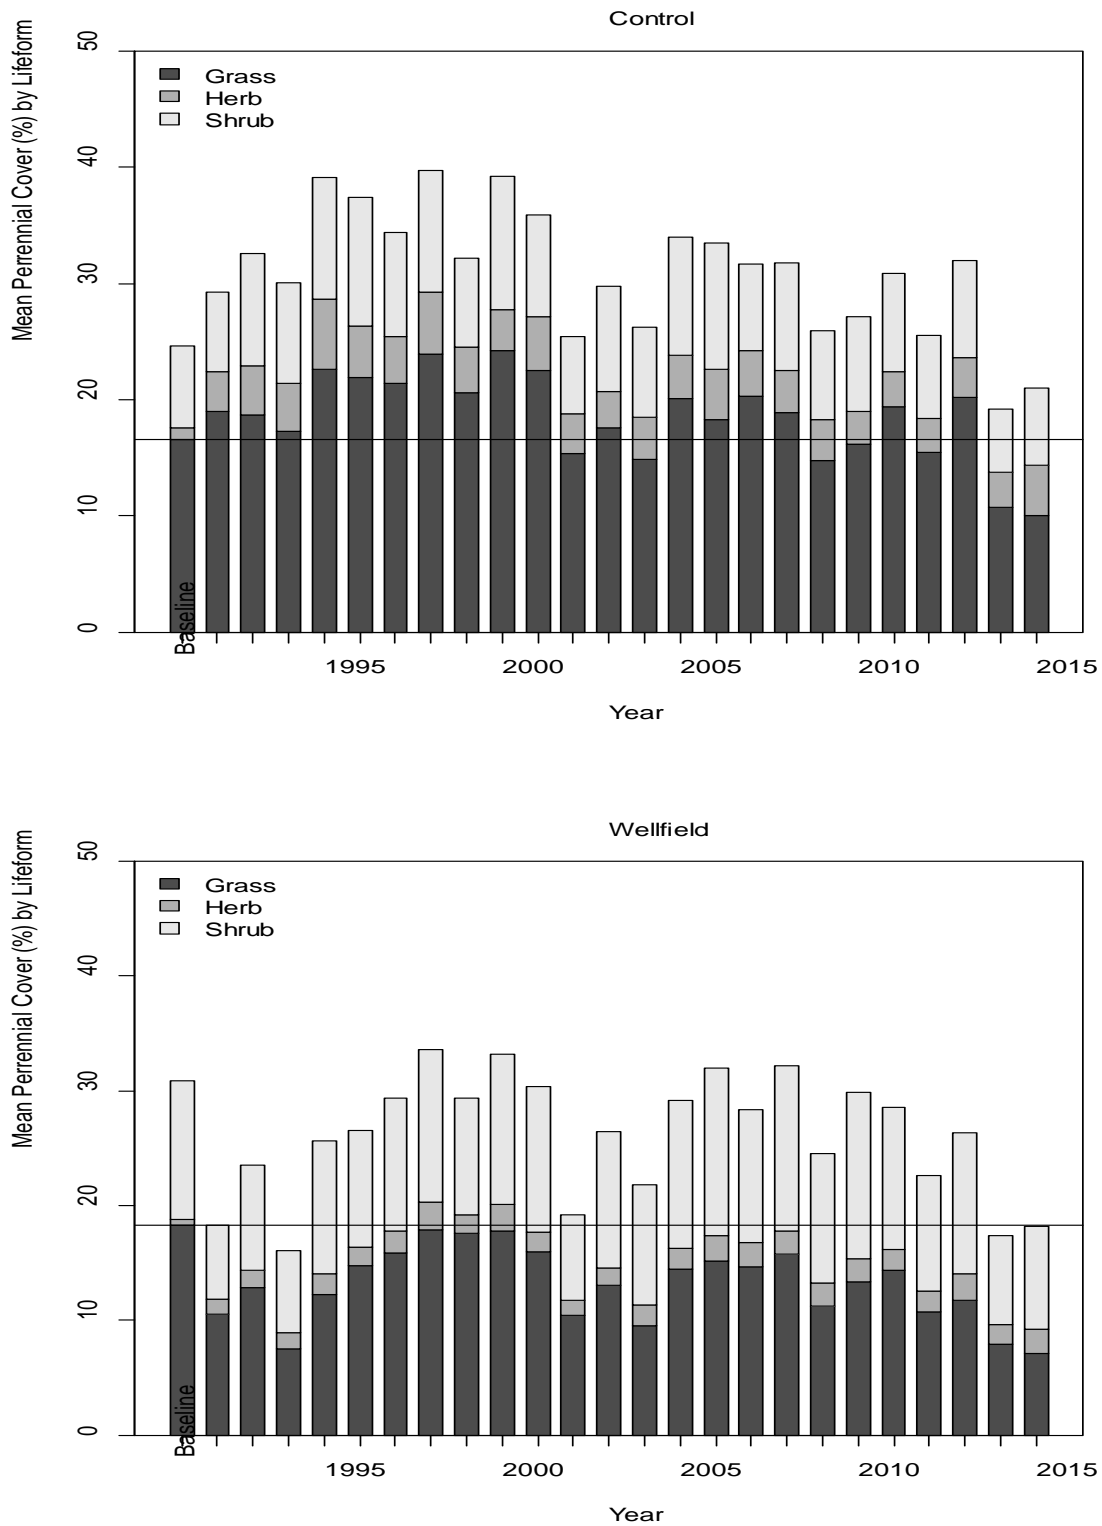 Control
Mean Perrennial Cover (%) by Lifeform
50
40
30
20
10
0
Grass
Herb
Shrub
Baseline
1995 2000 2005 2010 2015
Year
Wellfield
Mean Perrennial Cover (%) by Lifeform
50
40
30
20
10
0
Grass
Herb
Shrub
Baseline
1995 2000 2005 2010 2015
Year